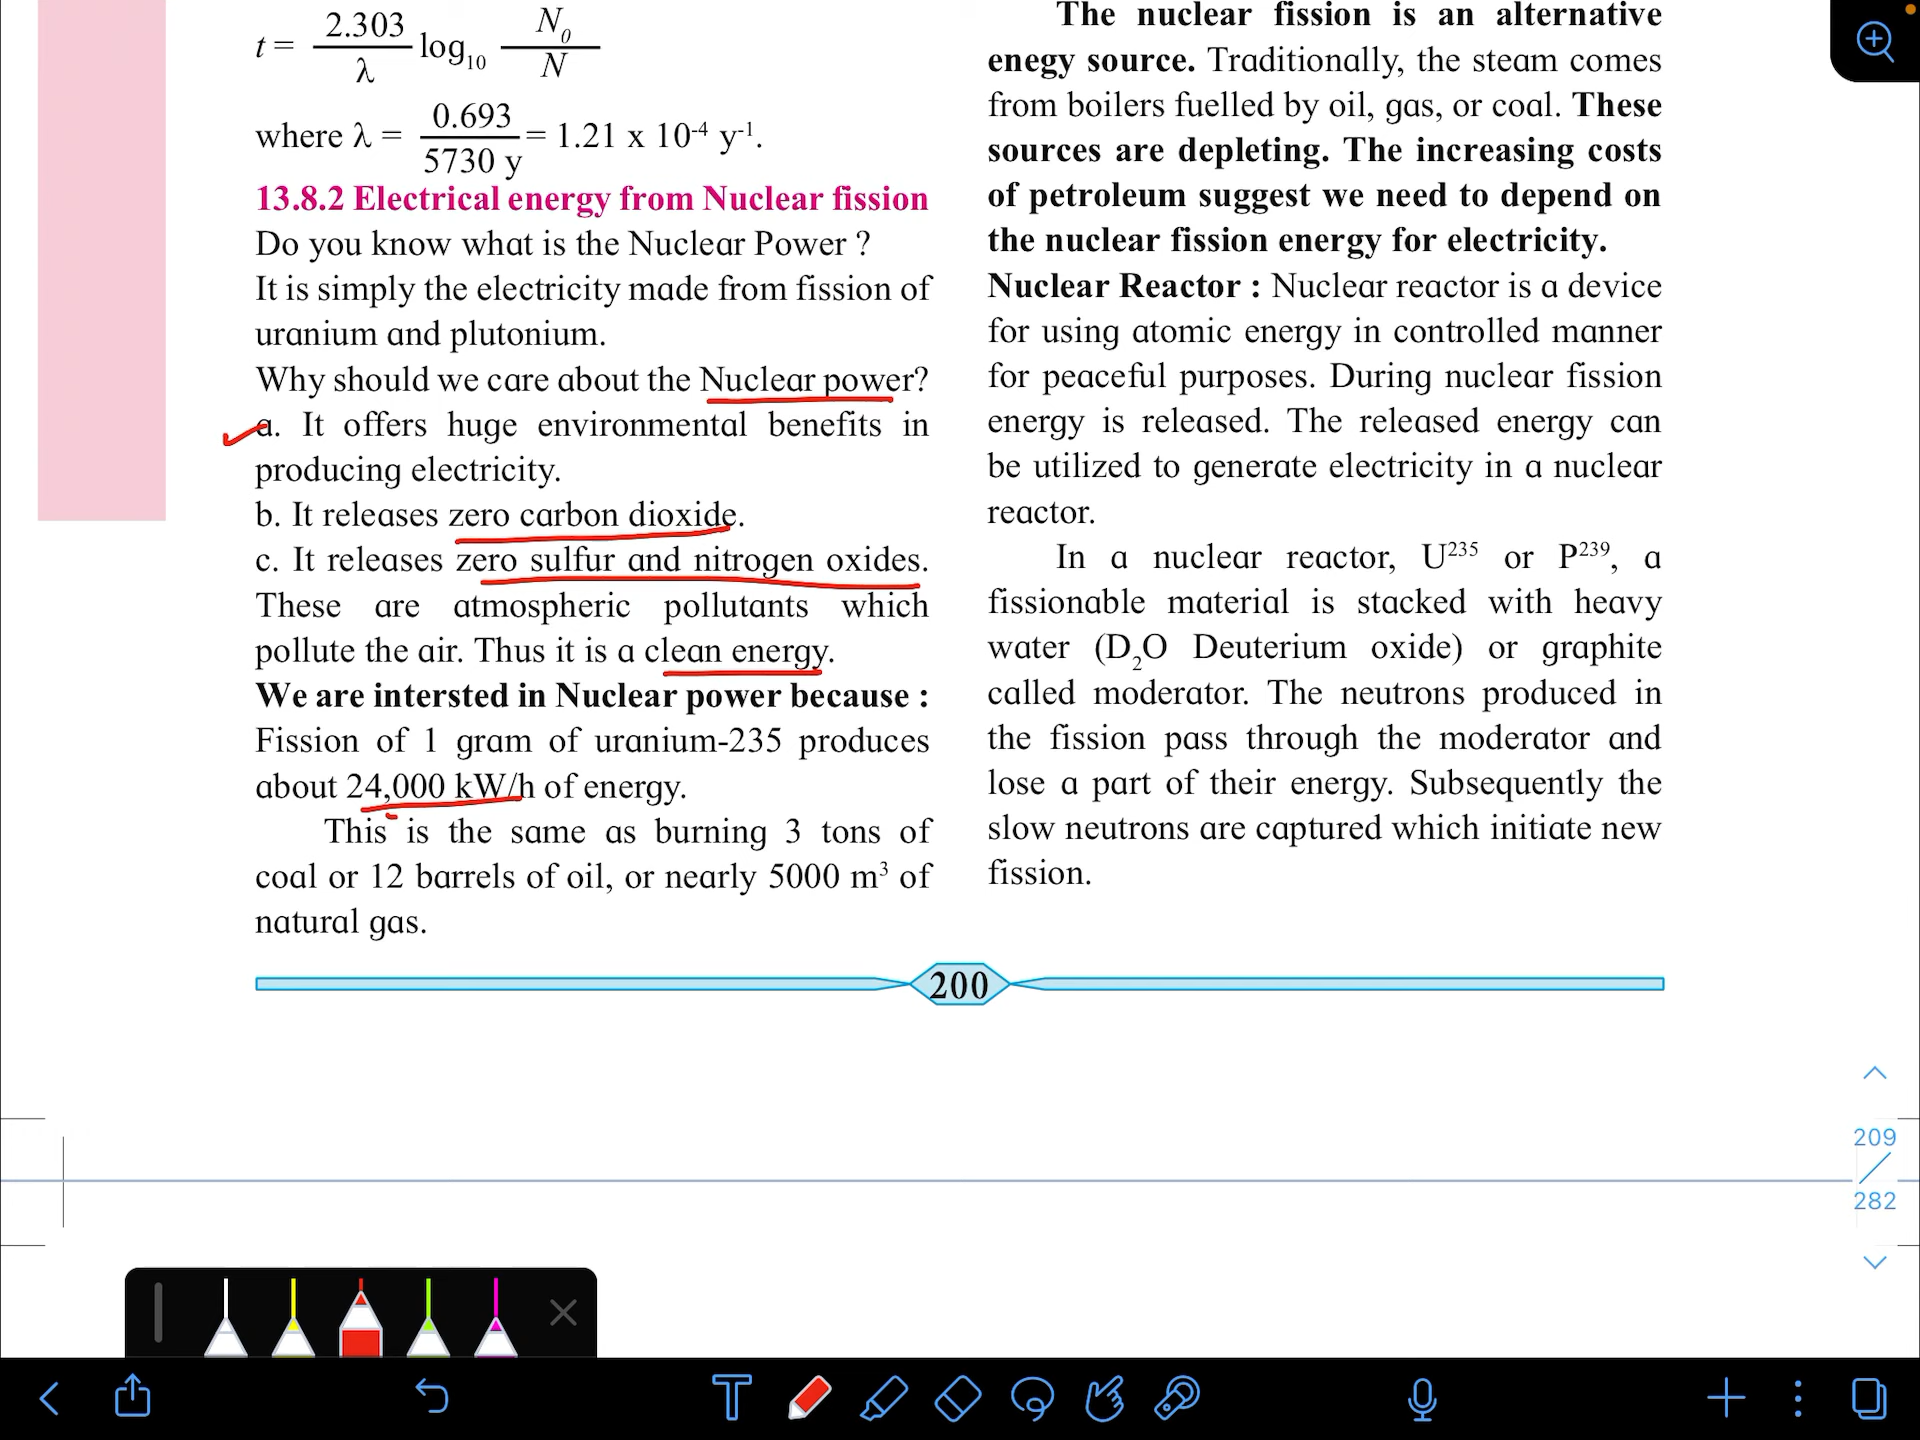 t = 2.303 / λ log₁₀ N₀ / N
where λ = 0.693 / 5730 y = 1.21 x 10⁻⁴ y⁻¹.
13.8.2 Electrical energy from Nuclear fission
Do you know what is the Nuclear Power ?
It is simply the electricity made from fission of
uranium and plutonium.
Why should we care about the Nuclear power?
a. It offers huge environmental benefits in
producing electricity.
b. It releases zero carbon dioxide.
c. It releases zero sulfur and nitrogen oxides.
These are atmospheric pollutants which
pollute the air. Thus it is a clean energy.
We are intersted in Nuclear power because :
Fission of 1 gram of uranium-235 produces
about 24,000 kW/h of energy.
This is the same as burning 3 tons of
coal or 12 barrels of oil, or nearly 5000 m³ of
natural gas.
The nuclear fission is an alternative
enegy source. Traditionally, the steam comes
from boilers fuelled by oil, gas, or coal. These
sources are depleting. The increasing costs
of petroleum suggest we need to depend on
the nuclear fission energy for electricity.
Nuclear Reactor : Nuclear reactor is a device
for using atomic energy in controlled manner
for peaceful purposes. During nuclear fission
energy is released. The released energy can
be utilized to generate electricity in a nuclear
reactor.
In a nuclear reactor, U²³⁵ or P²³⁹, a
fissionable material is stacked with heavy
water (D₂O Deuterium oxide) or graphite
called moderator. The neutrons produced in
the fission pass through the moderator and
lose a part of their energy. Subsequently the
slow neutrons are captured which initiate new
fission.
200
209
282